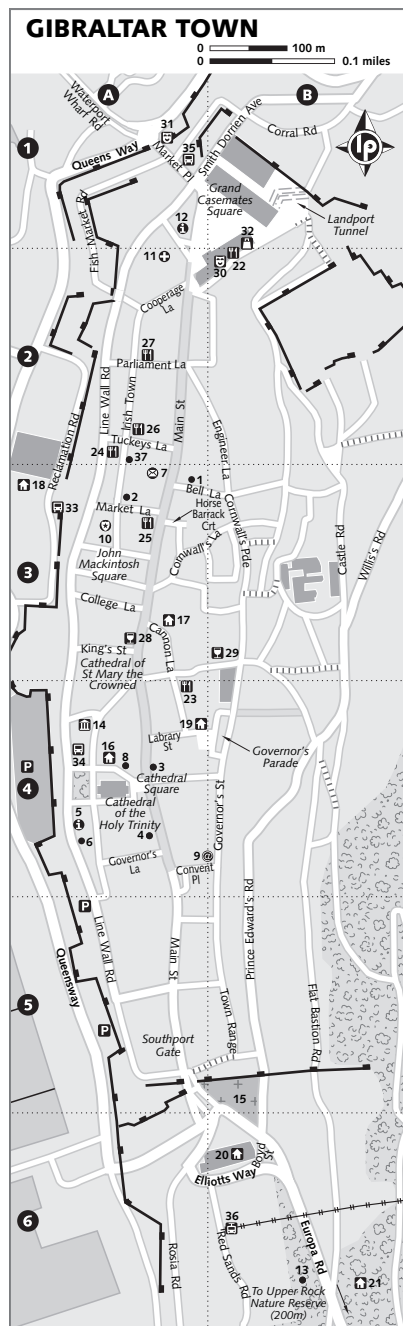 GIBRALTAR TOWN
0 100 m
0 0.1 miles
A
B
1
Waterport
Wharf Rd
31
Queens Way
35
Market Pl
Smith Dorrien Ave
Corral Rd
lp
Grand
Casemates
Square
Landport
Tunnel
Fish Market Rd
12
32
11
30
22
Cooperage
La
2
27
Parliament La
Line Wall Rd
Irish Town
Main St
Reclamation Rd
26
Tuckeys La
24
37
7
Engineer La
18
33
1
Bell La
2
Market La
Horse
Barrack
Crt
10
25
Cornwall's La
Cornwall's Pde
Castle Rd
Willis's Rd
3
John
Mackintosh
Square
College La
17
Cannon La
28
29
King's St
Cathedral of
St Mary the
Crowned
23
14
19
Labrary
St
Governor's
Parade
P
34
16
8
3
4
Cathedral
Square
5
Cathedral
of the
Holy Trinity
6
4
Governor's St
9
Convent
Pl
Governor's
La
Prince Edward's Rd
P
Line Wall Rd
Queensway
Main St
5
P
Town Range
Flat Bastion Rd
Southport
Gate
15
20
Boyd
St
Elliotts Way
6
36
Rosia Rd
Red Sands Rd
Europa Rd
13
21
To Upper Rock
Nature Reserve
(200m)